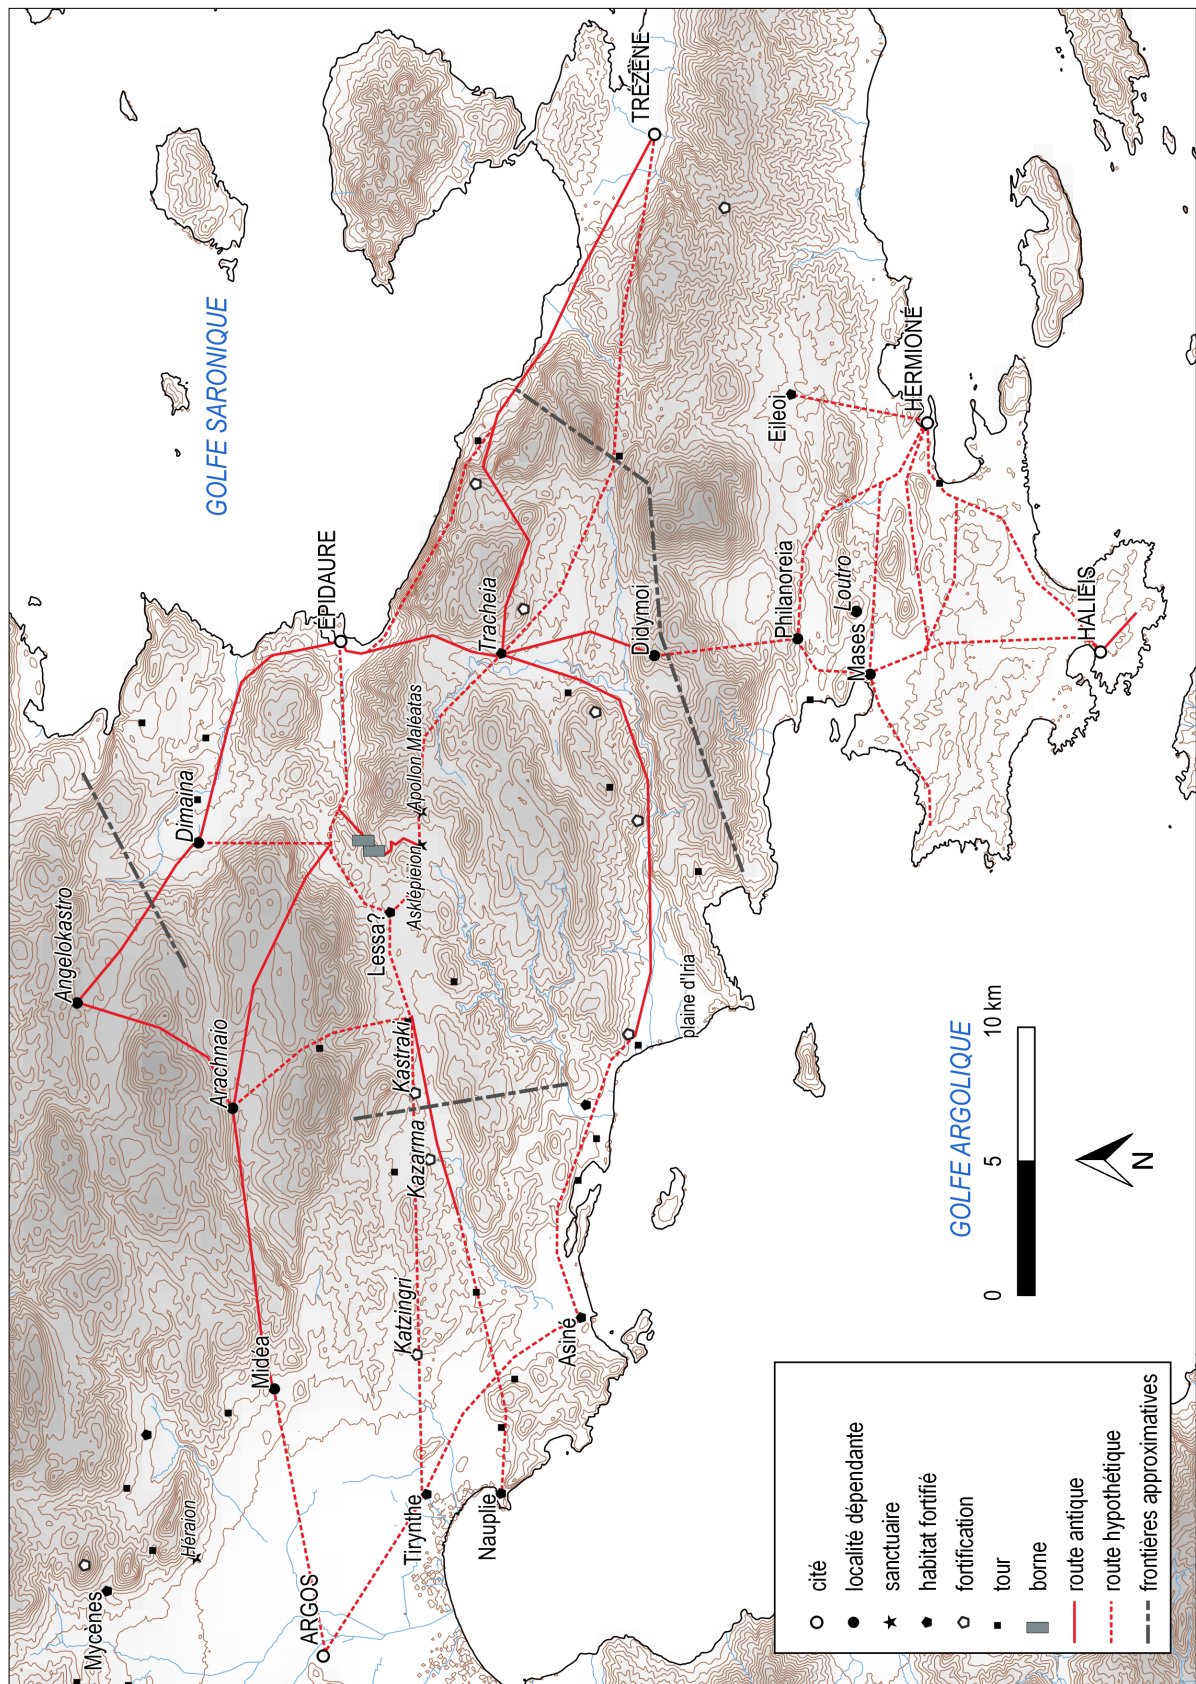 GOLFE SARONIQUE
TRÉZÈNE
ÉPIDAURE
Dimaina
Angelokastro
Arachnaio
Midéa
Mycènes
Héraion
ARGOS
Tirynthe
Nauplie
Asiné
Katzingri
Kazarma
Kastraki
Lessa?
Asklépieion
Apollon Maléatas
Tracheia
Didymoi
Philanoreia
Loutro
Mases
Eileoi
HERMIONÉ
HALIEIS
plaine d'Iria
GOLFE ARGOLIQUE
0 5 10 km
N
cité
localité dépendante
sanctuaire
habitat fortifié
fortification
tour
borne
route antique
route hypothétique
frontières approximatives